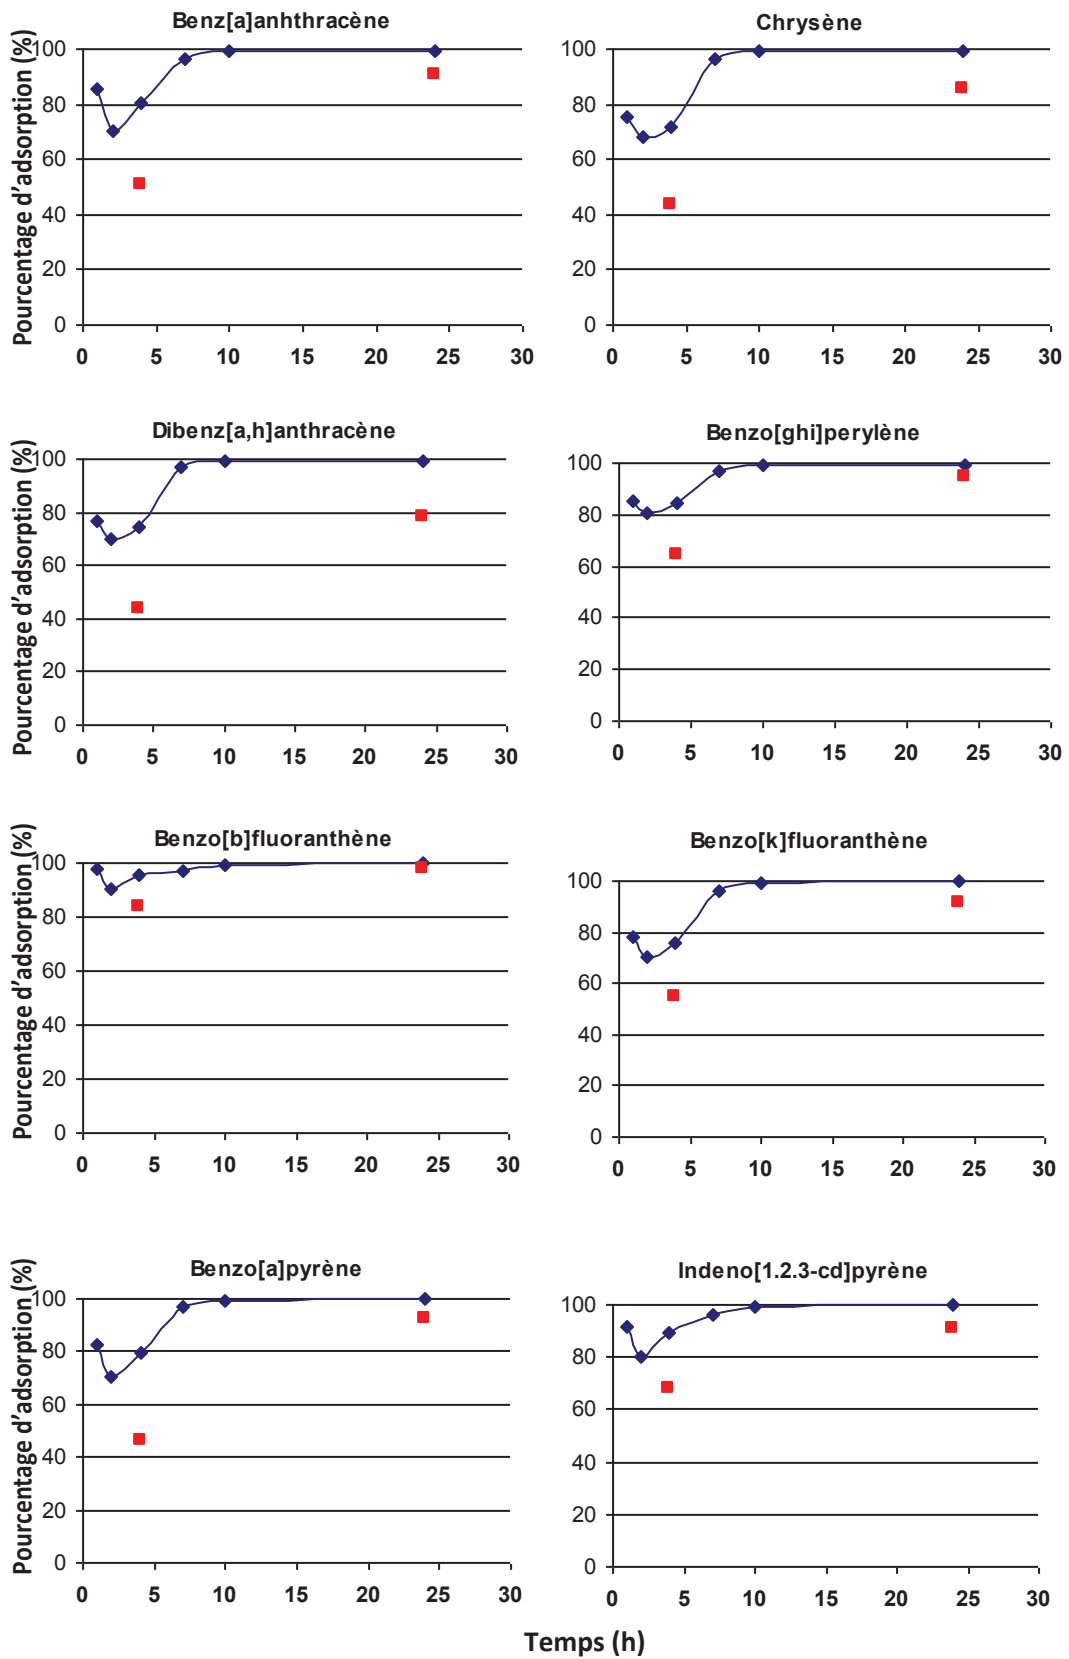 Benz[a]anhthracène
Chrysène
Pourcentage d'adsorption (%)
100
80
60
40
20
0
0 5 10 15 20 25 30
100
80
60
40
20
0
0 5 10 15 20 25 30
Dibenz[a,h]anthracène
Benzo[ghi]perylène
Pourcentage d'adsorption (%)
100
80
60
40
20
0
0 5 10 15 20 25 30
100
80
60
40
20
0
0 5 10 15 20 25 30
Benzo[b]fluoranthène
Benzo[k]fluoranthène
Pourcentage d'adsorption (%)
100
80
60
40
20
0
0 5 10 15 20 25 30
100
80
60
40
20
0
0 5 10 15 20 25 30
Benzo[a]pyrène
Indeno[1.2.3-cd]pyrène
Pourcentage d'adsorption (%)
100
80
60
40
20
0
0 5 10 15 20 25 30
100
80
60
40
20
0
0 5 10 15 20 25 30
Temps (h)